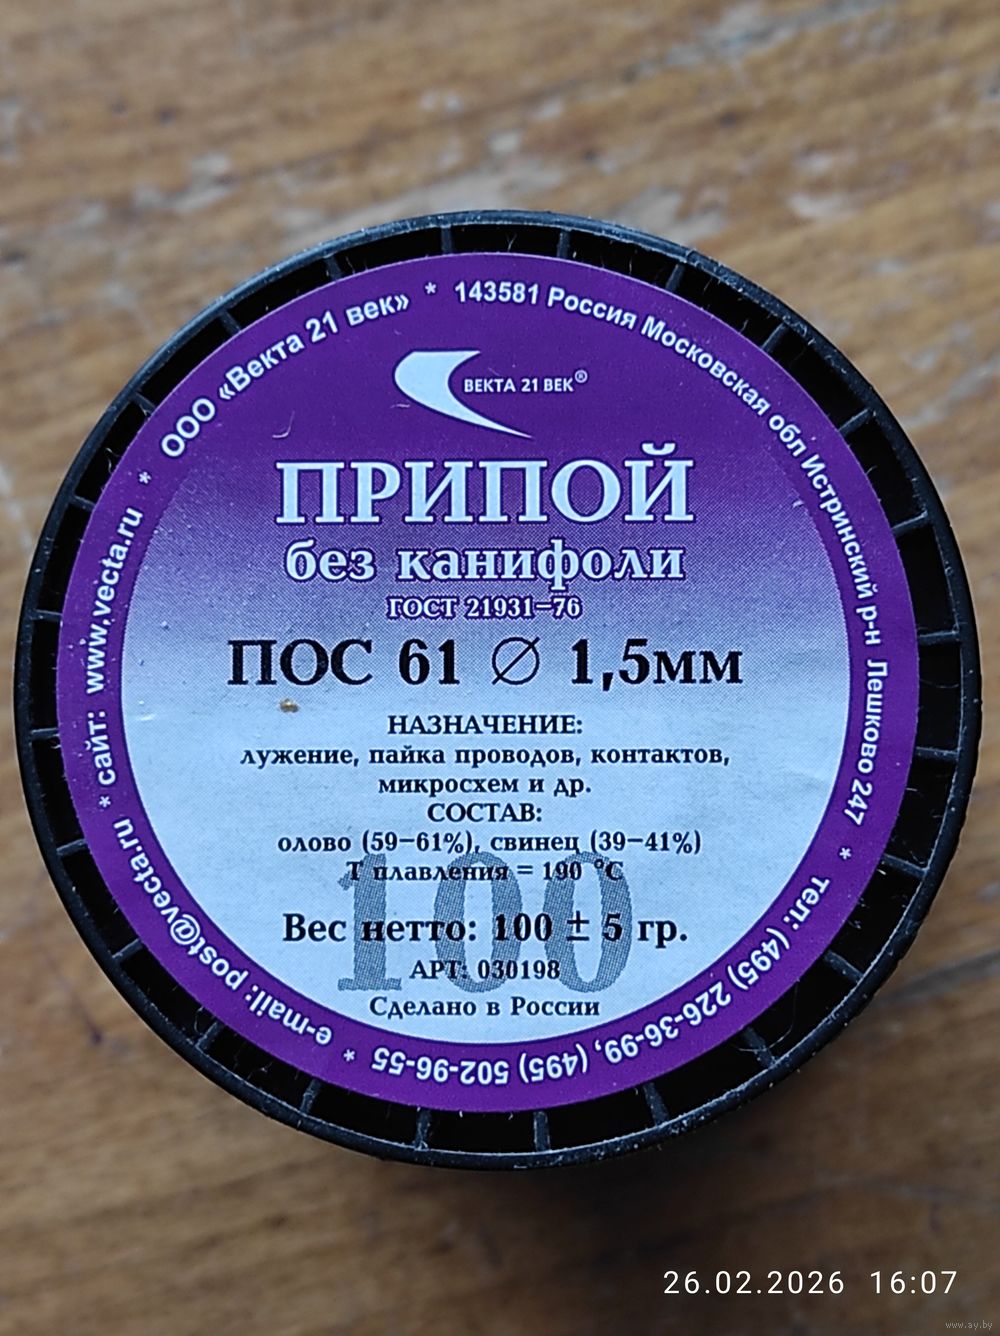 ООО «Векта 21 век» * 143581 Россия Московская обл Истринский р-н Лешково 247 * тел: (495) 226-36-99, (495) 502-96-55 * e-mail: post@vecta.ru * сайт: www.vecta.ru *
ВЕКТА 21 ВЕК®
ПРИПОЙ
без канифоли
ГОСТ 21931-76
ПОС 61 ∅ 1,5мм
НАЗНАЧЕНИЕ:
лужение, пайка проводов, контактов,
микросхем и др.
СОСТАВ:
олово (59-61%), свинец (39-41%)
Т плавления = 190 °С
100
Вес нетто: 100 ± 5 гр.
АРТ: 030198
Сделано в России
26.02.2026 16:07
www.ay.by